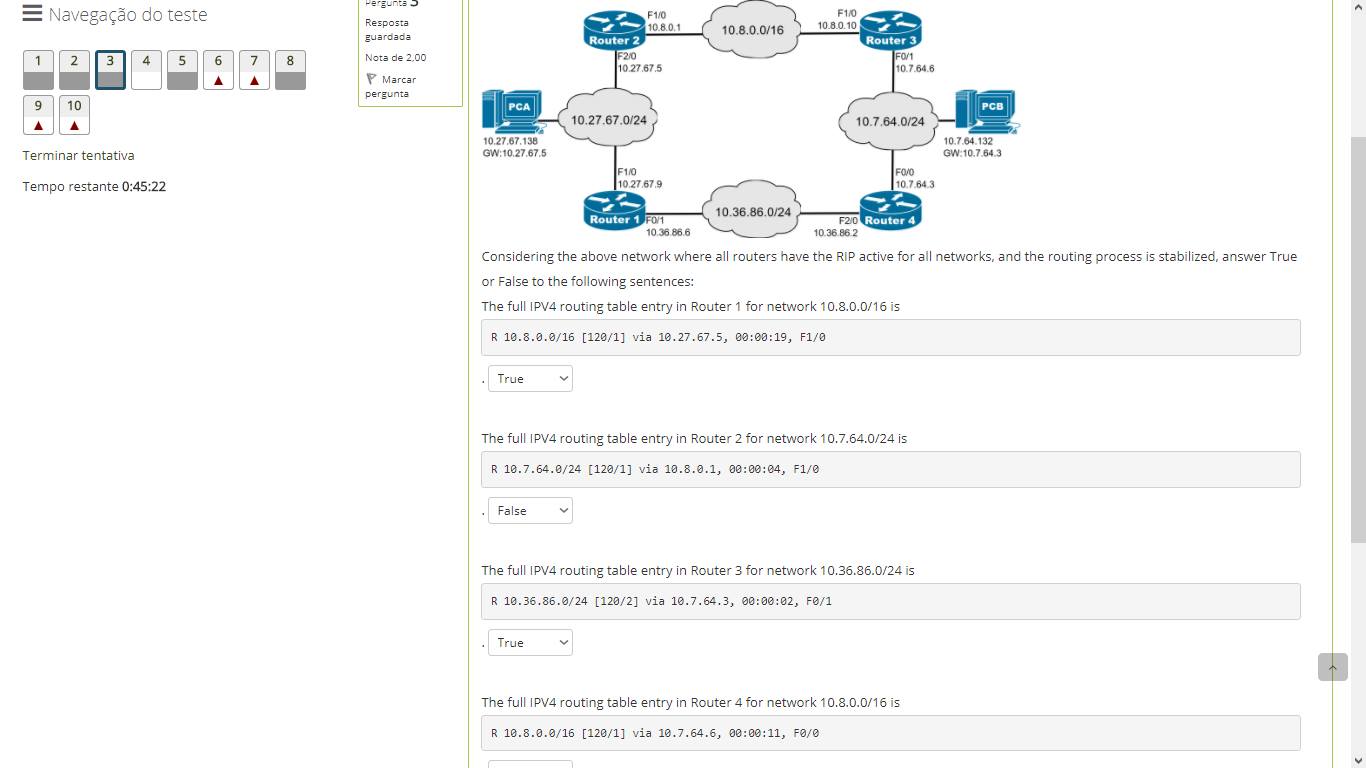 Navegação do teste
1 2 3 4 5 6 7 8
9 10
Terminar tentativa
Tempo restante 0:45:22
Pergunta 3
Resposta
guardada
Nota de 2,00
Marcar
pergunta
F1/0
10.8.0.1
Router 2
10.8.0.0/16
F1/0
10.8.0.10
Router 3
F2/0
10.27.67.5
F0/1
10.7.64.6
PCA
10.27.67.0/24
10.7.64.0/24
PCB
10.27.67.138
GW:10.27.67.5
10.7.64.132
GW:10.7.64.3
F1/0
10.27.67.9
F0/0
10.7.64.3
Router 1
F0/1
10.36.86.6
10.36.86.0/24
F2/0
10.36.86.2
Router 4
Considering the above network where all routers have the RIP active for all networks, and the routing process is stabilized, answer True
or False to the following sentences:
The full IPV4 routing table entry in Router 1 for network 10.8.0.0/16 is
R 10.8.0.0/16 [120/1] via 10.27.67.5, 00:00:19, F1/0
. True
The full IPV4 routing table entry in Router 2 for network 10.7.64.0/24 is
R 10.7.64.0/24 [120/1] via 10.8.0.1, 00:00:04, F1/0
. False
The full IPV4 routing table entry in Router 3 for network 10.36.86.0/24 is
R 10.36.86.0/24 [120/2] via 10.7.64.3, 00:00:02, F0/1
. True
The full IPV4 routing table entry in Router 4 for network 10.8.0.0/16 is
R 10.8.0.0/16 [120/1] via 10.7.64.6, 00:00:11, F0/0